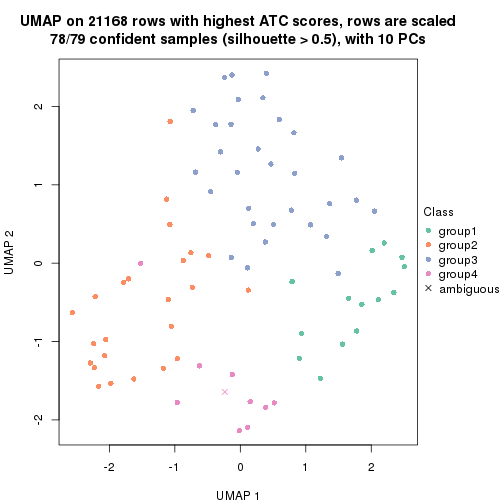 UMAP on 21168 rows with highest ATC scores, rows are scaled
78/79 confident samples (silhouette > 0.5), with 10 PCs
2
1
0
-1
-2
UMAP 2
-2
-1
0
1
2
UMAP 1
Class
group1
group2
group3
group4
ambiguous